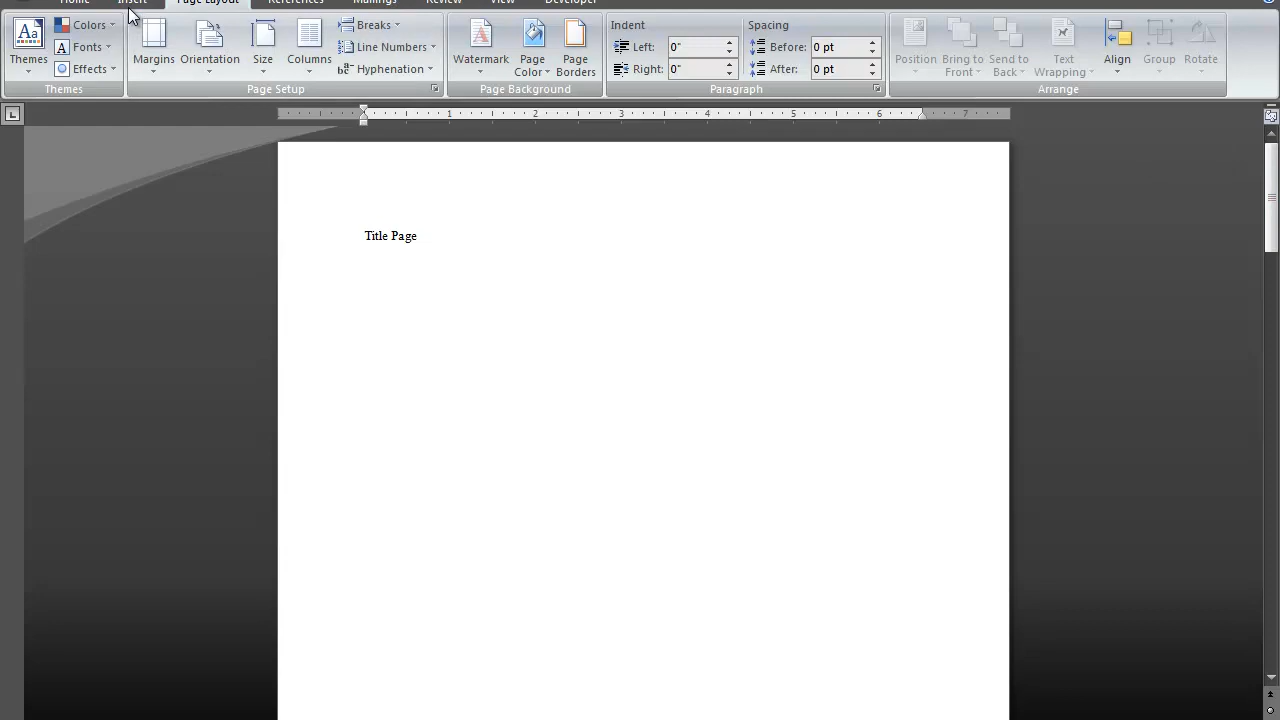 Home Insert Page Layout References Mailings Review View Developer
Themes
Colors
Fonts
Effects
Themes
Margins
Orientation
Size
Columns
Breaks
Line Numbers
Hyphenation
Page Setup
Watermark
Page
Color
Page
Borders
Page Background
Indent
Left: 0"
Right: 0"
Spacing
Before: 0 pt
After: 0 pt
Paragraph
Position
Bring to
Front
Send to
Back
Text
Wrapping
Align
Group
Rotate
Arrange
1 2 3 4 5 6 7
Title Page